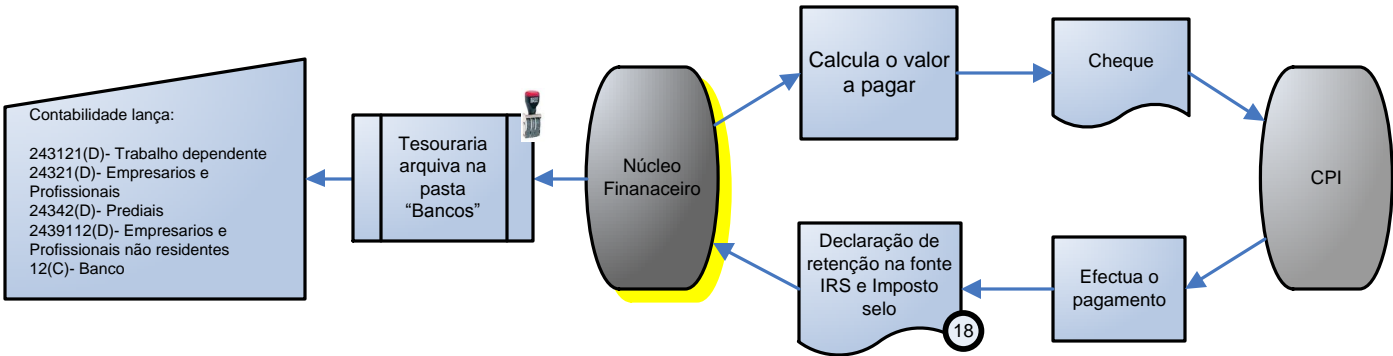 Contabilidade lança:
243121(D)- Trabalho dependente
24321(D)- Empresarios e
Profissionais
24342(D)- Prediais
2439112(D)- Empresarios e
Profissionais não residentes
12(C)- Banco
Tesouraria
arquiva na
pasta
“Bancos”
Núcleo
Finanaceiro
Calcula o valor
a pagar
Cheque
CPI
Efectua o
pagamento
Declaração de
retenção na fonte
IRS e Imposto
selo
18